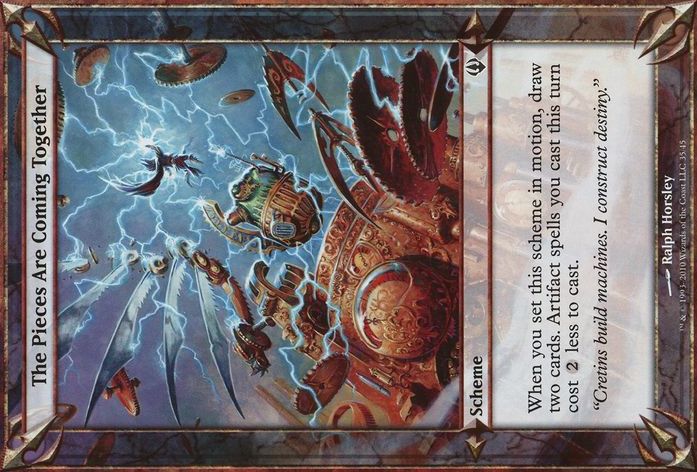 The Pieces Are Coming Together
Scheme
When you set this scheme in motion, draw
two cards. Artifact spells you cast this turn
cost 2 less to cast.
“Cretins build machines. I construct destiny.”
Ralph Horsley
™ & © 1993–2010 Wizards of the Coast LLC 35/45